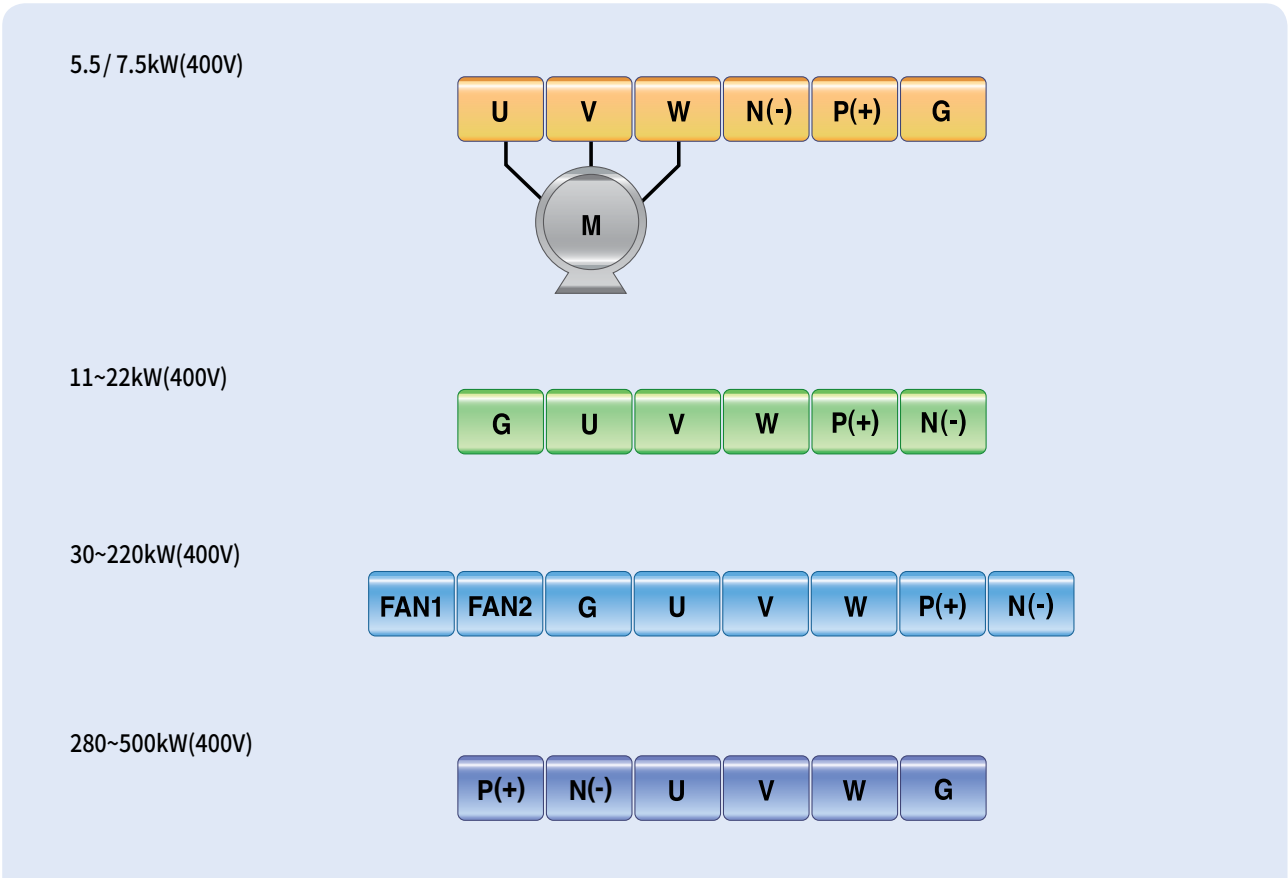 5.5/ 7.5kW(400V)
U V W N(-) P(+) G
M
11~22kW(400V)
G U V W P(+) N(-)
30~220kW(400V)
FAN1 FAN2 G U V W P(+) N(-)
280~500kW(400V)
P(+) N(-) U V W G